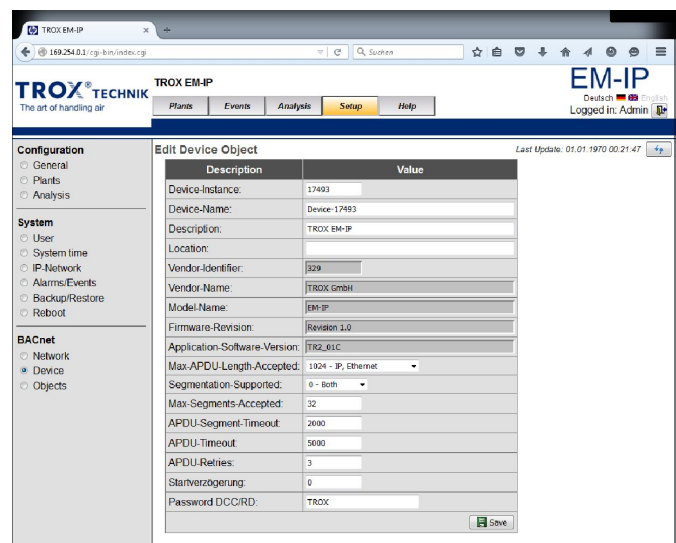 TROX EM-IP
169.254.0.1/cgi-bin/index.cgi
Suchen
TROX® TECHNIK
The art of handling air
TROX EM-IP
Plants Events Analysis Setup Help
EM-IP
Deutsch English
Logged in: Admin
Configuration
General
Plants
Analysis
System
User
System time
IP-Network
Alarms/Events
Backup/Restore
Reboot
BACnet
Network
Device
Objects
Edit Device Object
Last Update: 01.01.1970 00:21:47
Description Value
Device-Instance: 17493
Device-Name: Device-17493
Description: TROX EM-IP
Location:
Vendor-Identifier: 329
Vendor-Name: TROX GmbH
Model-Name: EM-IP
Firmware-Revision: Revision 1.0
Application-Software-Version: TR2_01C
Max-APDU-Length-Accepted: 1024 - IP, Ethernet
Segmentation-Supported: 0 - Both
Max-Segments-Accepted: 32
APDU-Segment-Timeout: 2000
APDU-Timeout: 5000
APDU-Retries: 3
Startverzögerung: 0
Password DCC/RD: TROX
Save